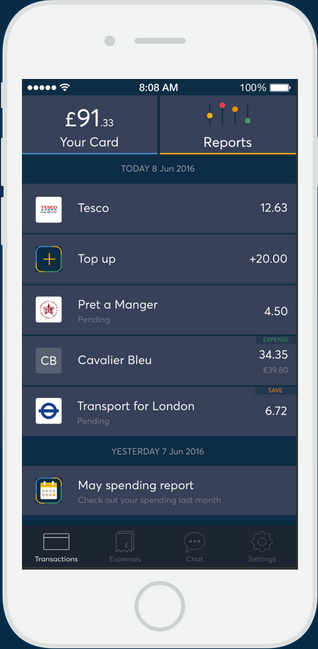 8:08 AM 100%
£91.33
Your Card
Reports
TODAY 8 Jun 2016
TESCO
Tesco 12.63
Top up +20.00
Pret a Manger 4.50
Pending
EXPENSE
CB Cavalier Bleu 34.35
€39.80
SAVE
Transport for London 6.72
Pending
YESTERDAY 7 Jun 2016
May spending report
Check out your spending last month
Transactions Expenses Chat Settings